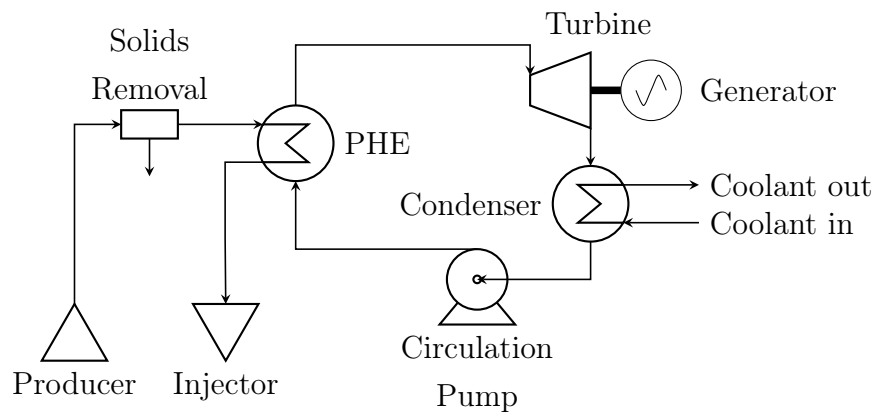 Turbine
Solids
Removal
Generator
PHE
Coolant out
Condenser
Coolant in
Circulation
Pump
Producer
Injector